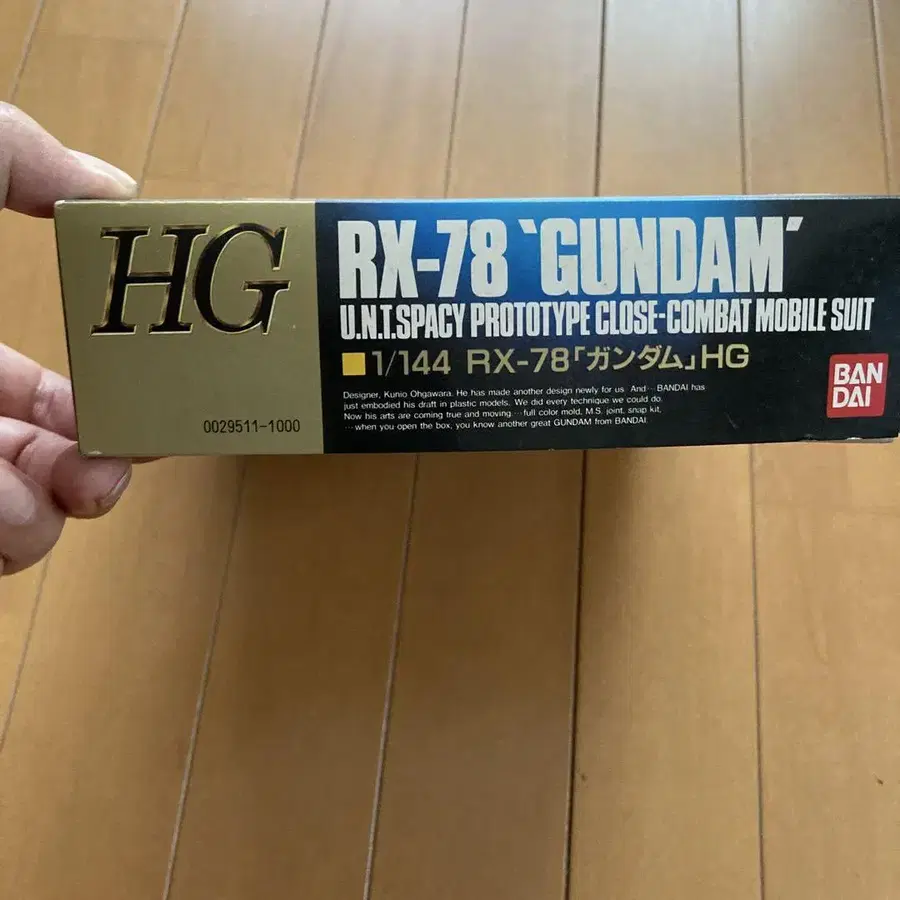 HG
0029511-1000
RX-78 `GUNDAM´
U.N.T.SPACY PROTOTYPE CLOSE-COMBAT MOBILE SUIT
1/144 RX-78「ガンダム」HG
Designer, Kunio Ohgawara. He has made another design newly for us. And… BANDAI has
just embodied his draft in plastic models. We did every technique we could do.
Now his arts are coming true and moving.… full color mold, M.S. joint, snap kit,
…when you open the box, you know another great GUNDAM from BANDAI.
BAN
DAI